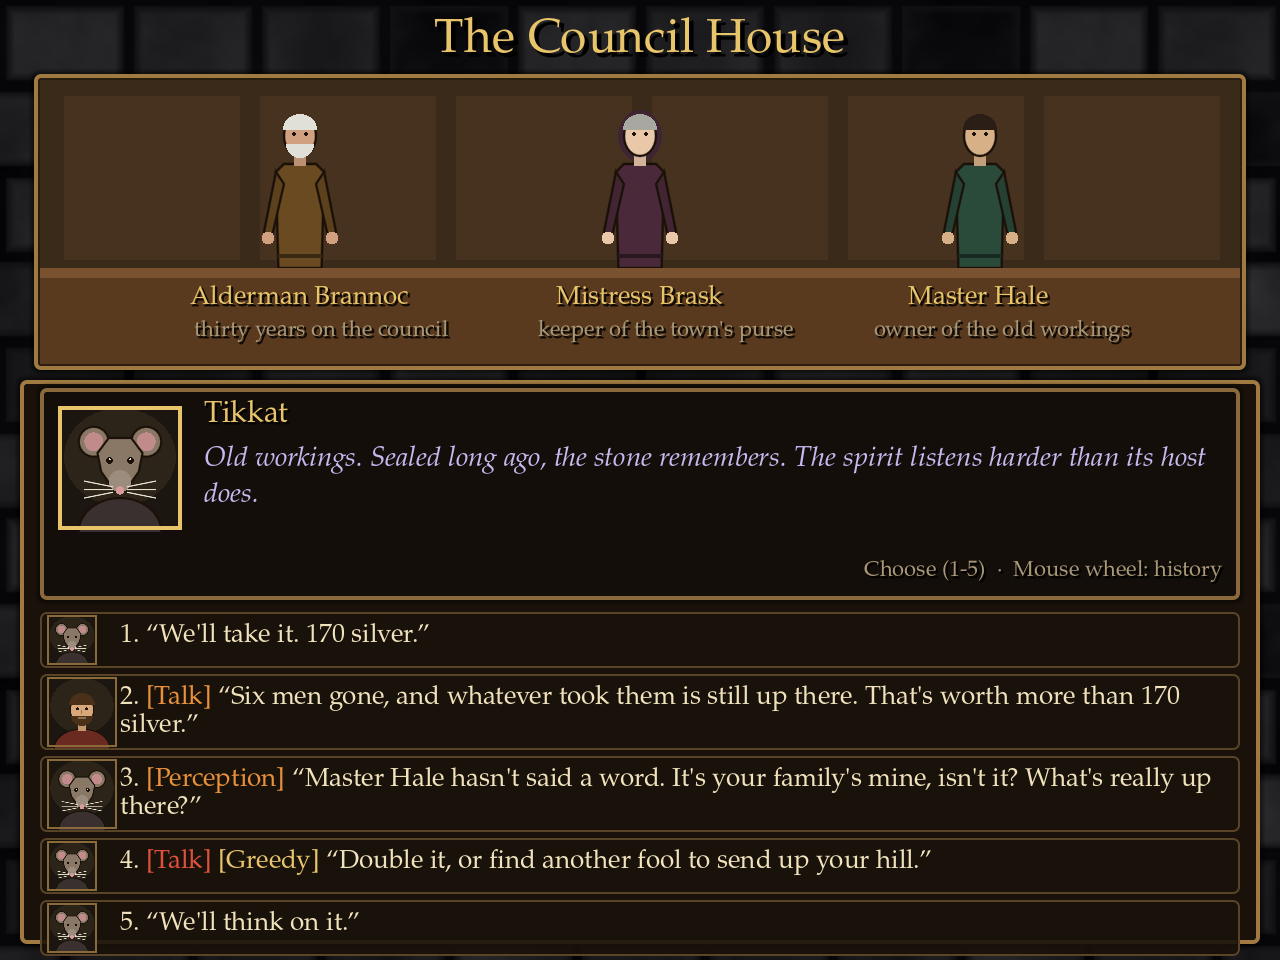 The Council House
Alderman Brannoc
thirty years on the council
Mistress Brask
keeper of the town's purse
Master Hale
owner of the old workings
Tikkat
Old workings. Sealed long ago, the stone remembers. The spirit listens harder than its host
does.
Choose (1-5) · Mouse wheel: history
1. “We'll take it. 170 silver.”
2. [Talk] “Six men gone, and whatever took them is still up there. That's worth more than 170
silver.”
3. [Perception] “Master Hale hasn't said a word. It's your family's mine, isn't it? What's really up
there?”
4. [Talk] [Greedy] “Double it, or find another fool to send up your hill.”
5. “We'll think on it.”